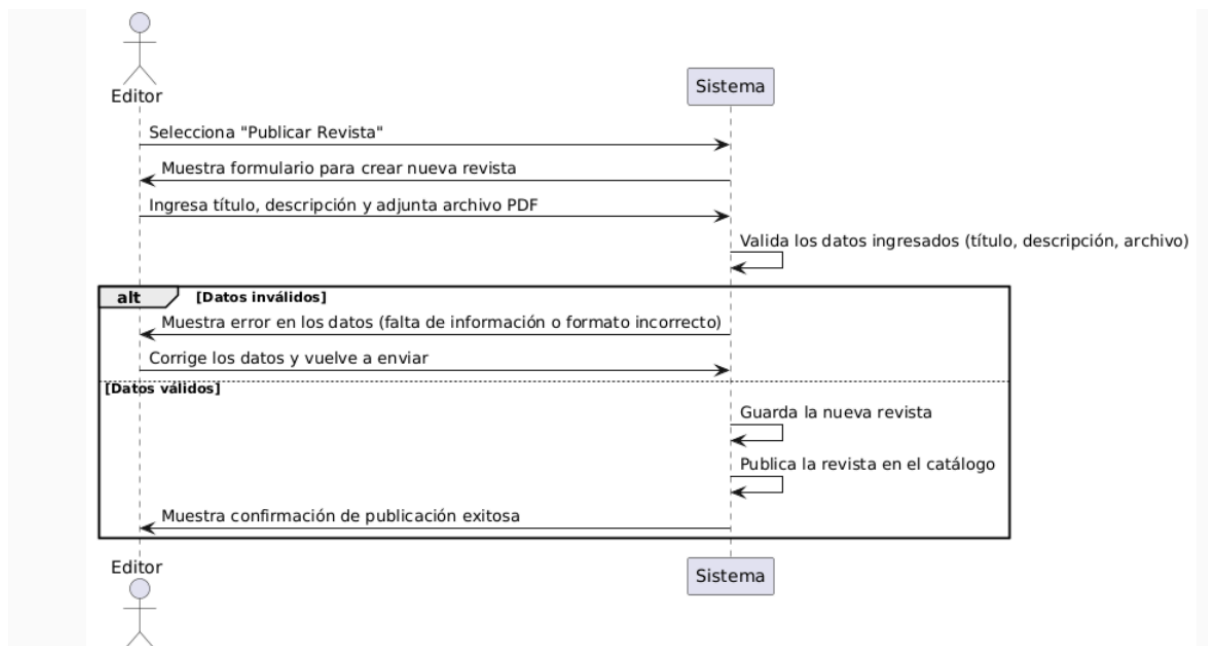 Editor
Sistema
Selecciona "Publicar Revista"
Muestra formulario para crear nueva revista
Ingresa título, descripción y adjunta archivo PDF
Valida los datos ingresados (título, descripción, archivo)
alt [Datos inválidos]
Muestra error en los datos (falta de información o formato incorrecto)
Corrige los datos y vuelve a enviar
[Datos válidos]
Guarda la nueva revista
Publica la revista en el catálogo
Muestra confirmación de publicación exitosa
Editor
Sistema